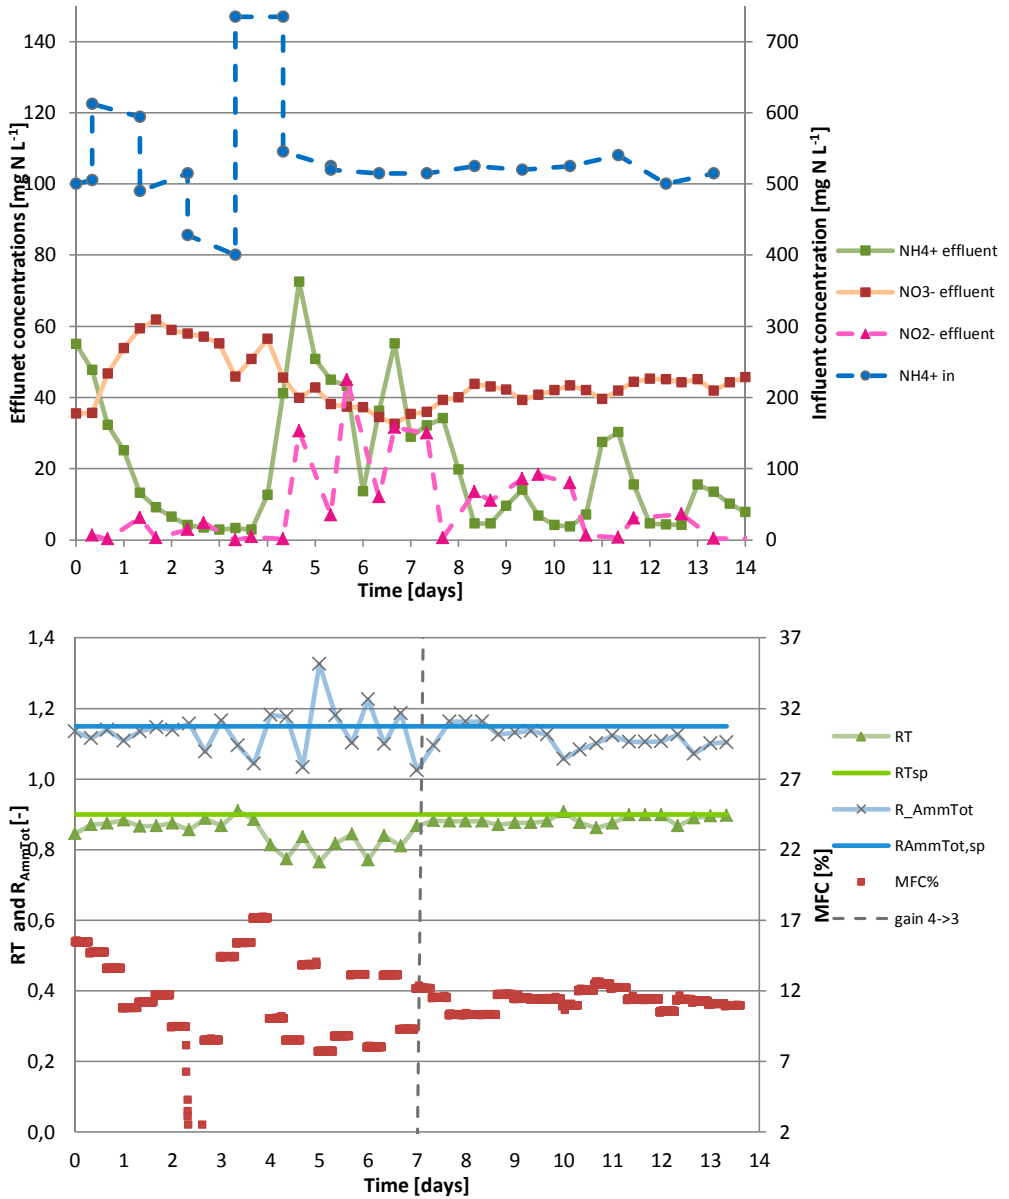 140
120
100
80
60
40
20
0
Efflunet concentrations [mg N L-1]
700
600
500
400
300
200
100
0
Influent concentration [mg N L-1]
0 1 2 3 4 5 6 7 8 9 10 11 12 13 14
Time [days]
NH4+ effluent
NO3- effluent
NO2- effluent
NH4+ in
1,4
1,2
1,0
0,8
0,6
0,4
0,2
0,0
RT and RAmmTot [-]
37
32
27
22
17
12
7
2
MFC [%]
0 1 2 3 4 5 6 7 8 9 10 11 12 13 14
Time [days]
RT
RTsp
R_AmmTot
RAmmTot,sp
MFC%
gain 4->3